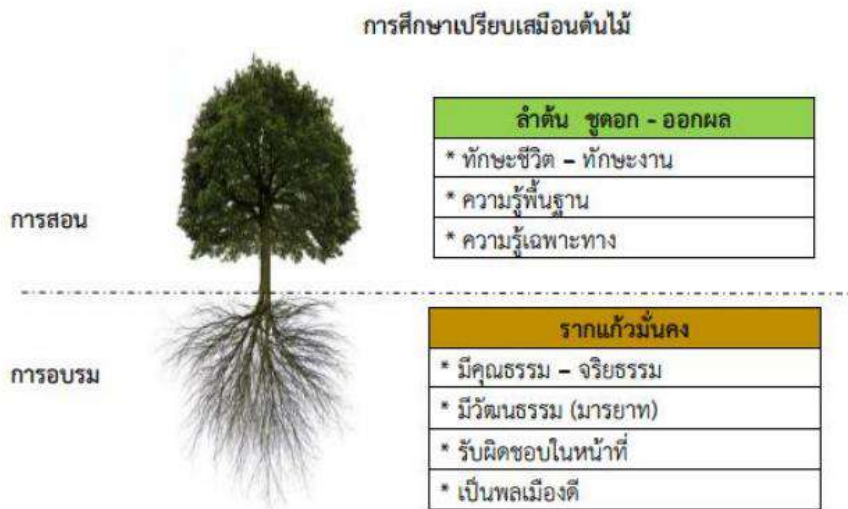 การศึกษาเปรียบเสมือนต้นไม้
ลำต้น ชูดอก - ออกผล
* ทักษะชีวิต – ทักษะงาน
* ความรู้พื้นฐาน
* ความรู้เฉพาะทาง
การสอน
รากแก้วมั่นคง
* มีคุณธรรม – จริยธรรม
* มีวัฒนธรรม (มารยาท)
* รับผิดชอบในหน้าที่
* เป็นพลเมืองดี
การอบรม